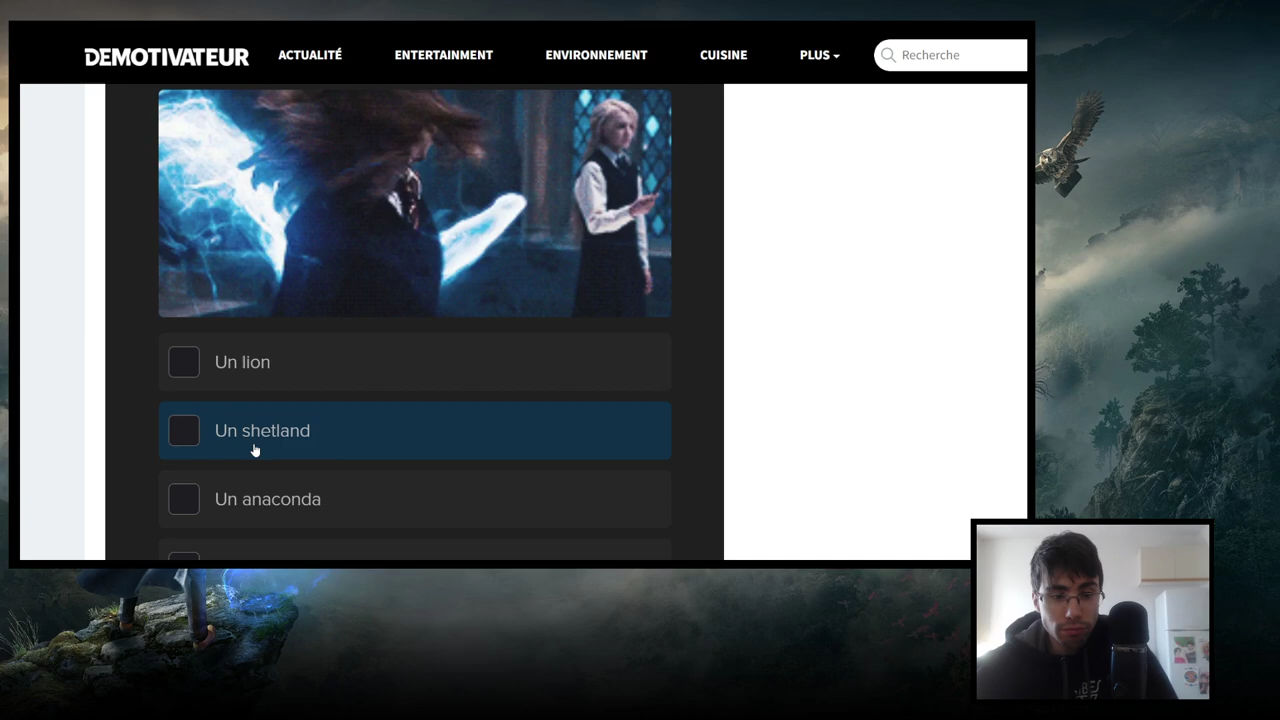 DEMOTIVATEUR ACTUALITÉ ENTERTAINMENT ENVIRONNEMENT CUISINE PLUS Recherche
Un lion
Un shetland
Un anaconda